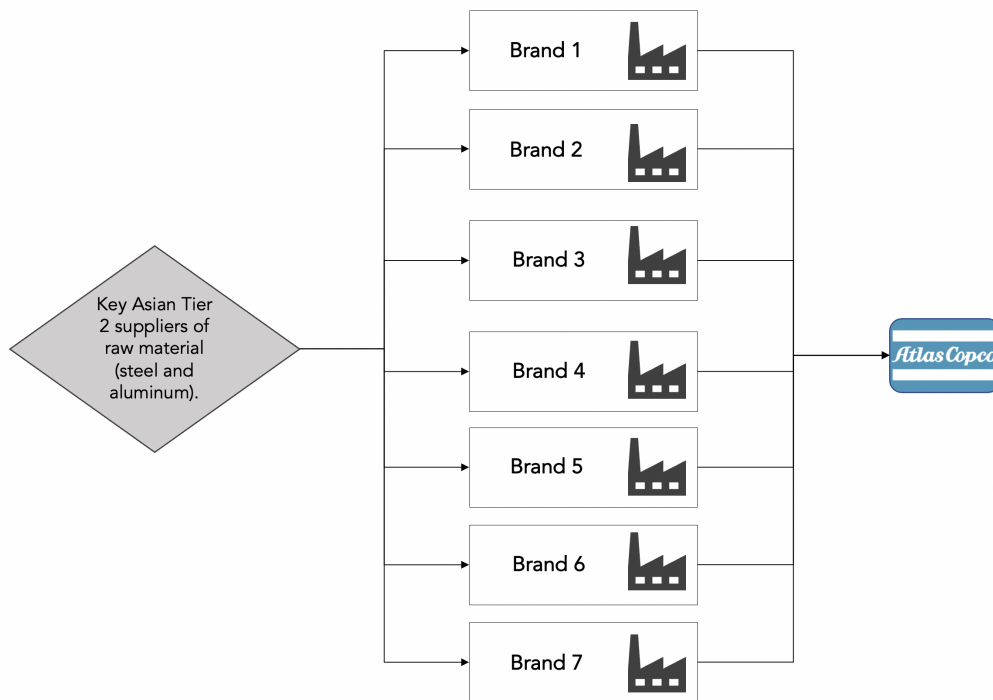 Brand 1
Brand 2
Brand 3
Key Asian Tier
2 suppliers of
raw material
(steel and
aluminum).
Brand 4
Atlas Copco
Brand 5
Brand 6
Brand 7